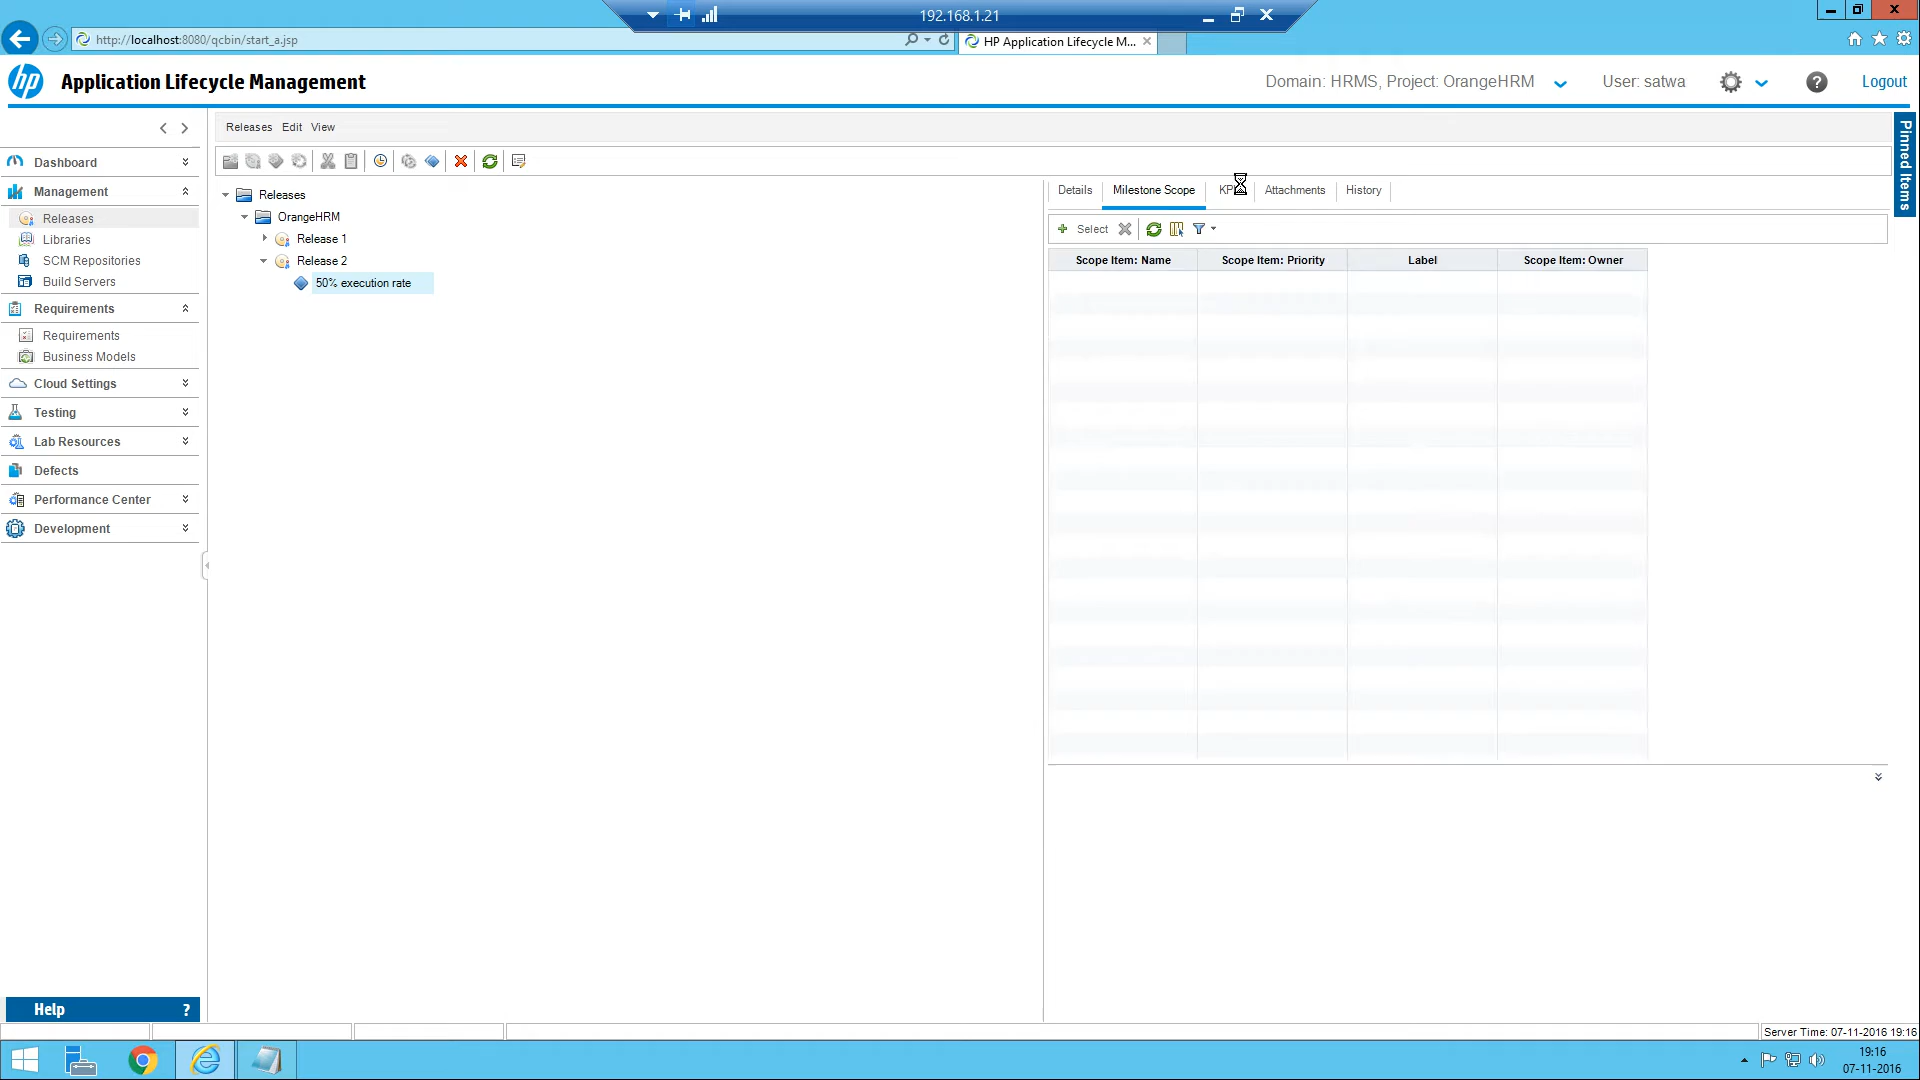 192.168.1.21
http://localhost:8080/qcbin/start_a.jsp
HP Application Lifecycle M...
hp
Application Lifecycle Management
Domain: HRMS, Project: OrangeHRM
User: satwa
Logout
Pinned Items
Releases Edit View
Dashboard
Management
Releases
Libraries
SCM Repositories
Build Servers
Requirements
Requirements
Business Models
Cloud Settings
Testing
Lab Resources
Defects
Performance Center
Development
Help ?
Releases
OrangeHRM
Release 1
Release 2
50% execution rate
Details Milestone Scope Attachments History
Select
Scope Item: Name Scope Item: Priority Label Scope Item: Owner
Server Time: 07-11-2016 19:16
19:16
07-11-2016